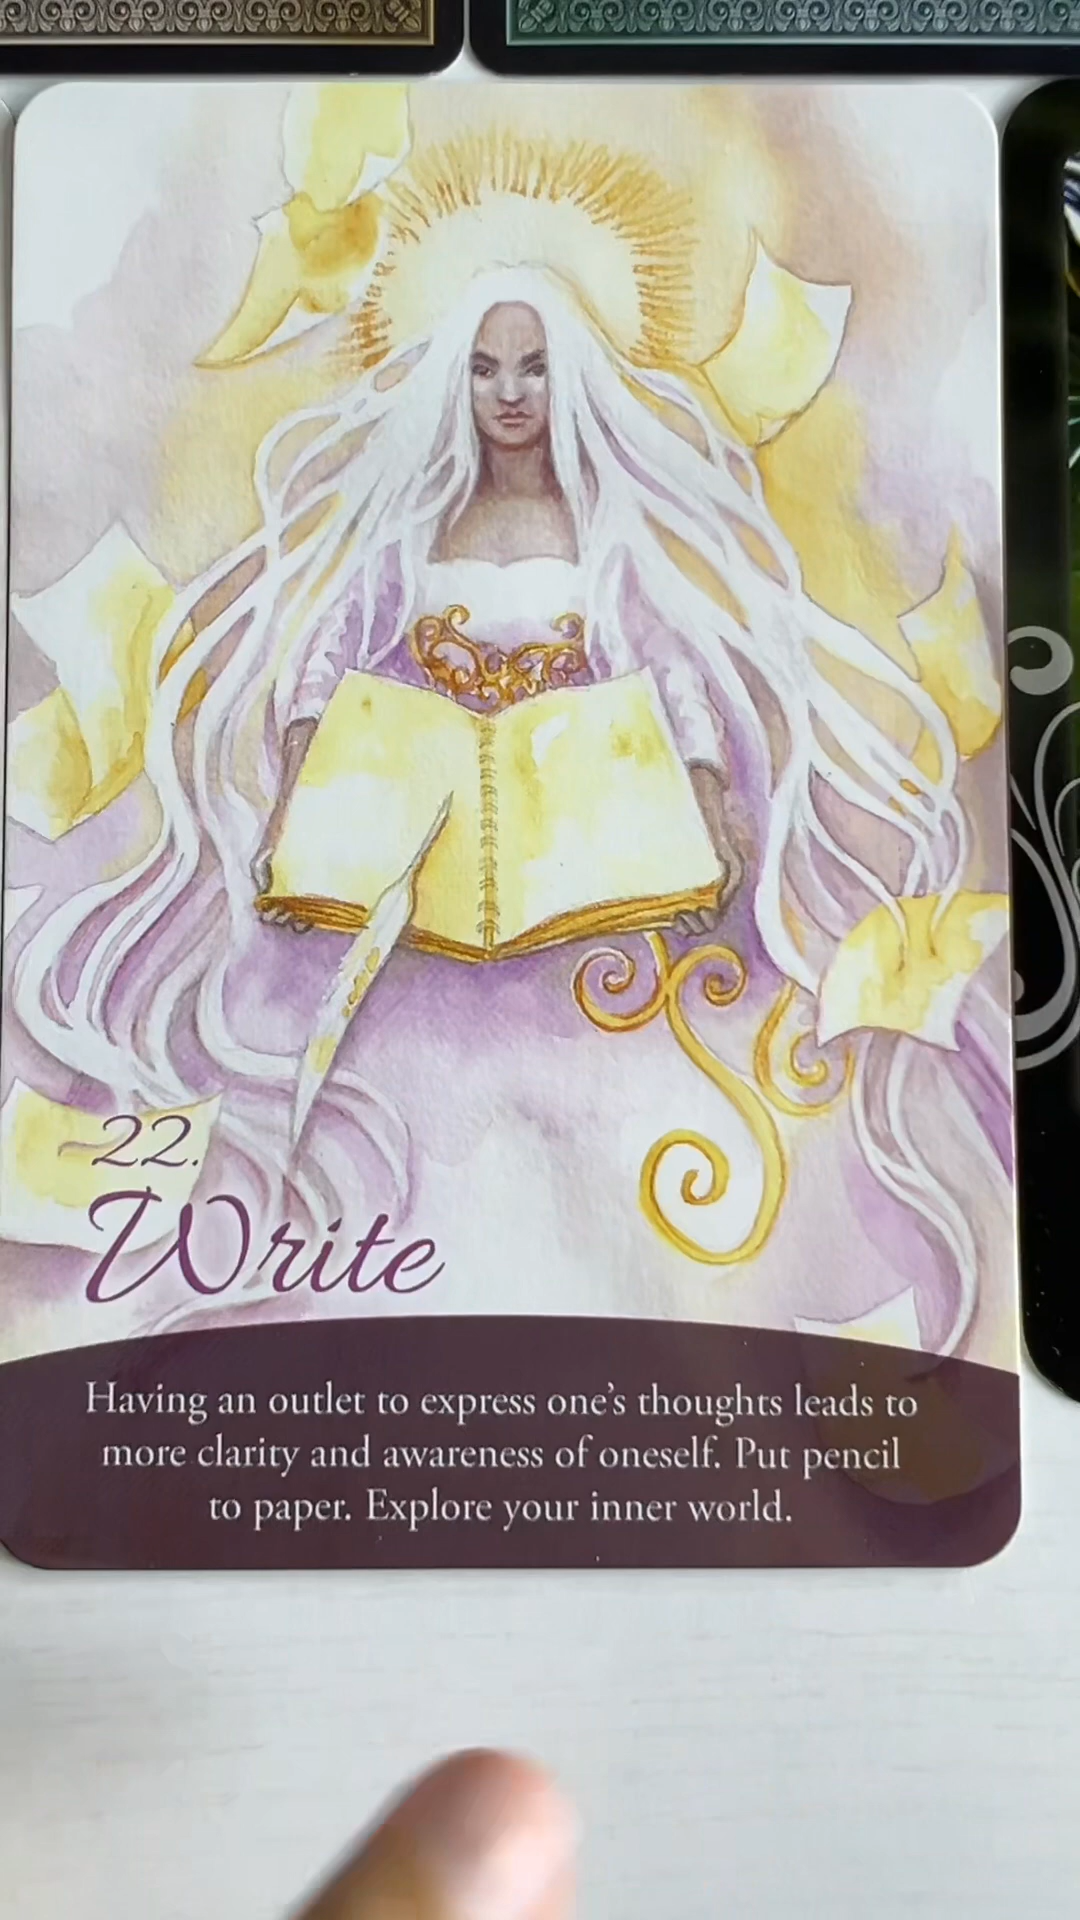 22.
Write
Having an outlet to express one's thoughts leads to
more clarity and awareness of oneself. Put pencil
to paper. Explore your inner world.